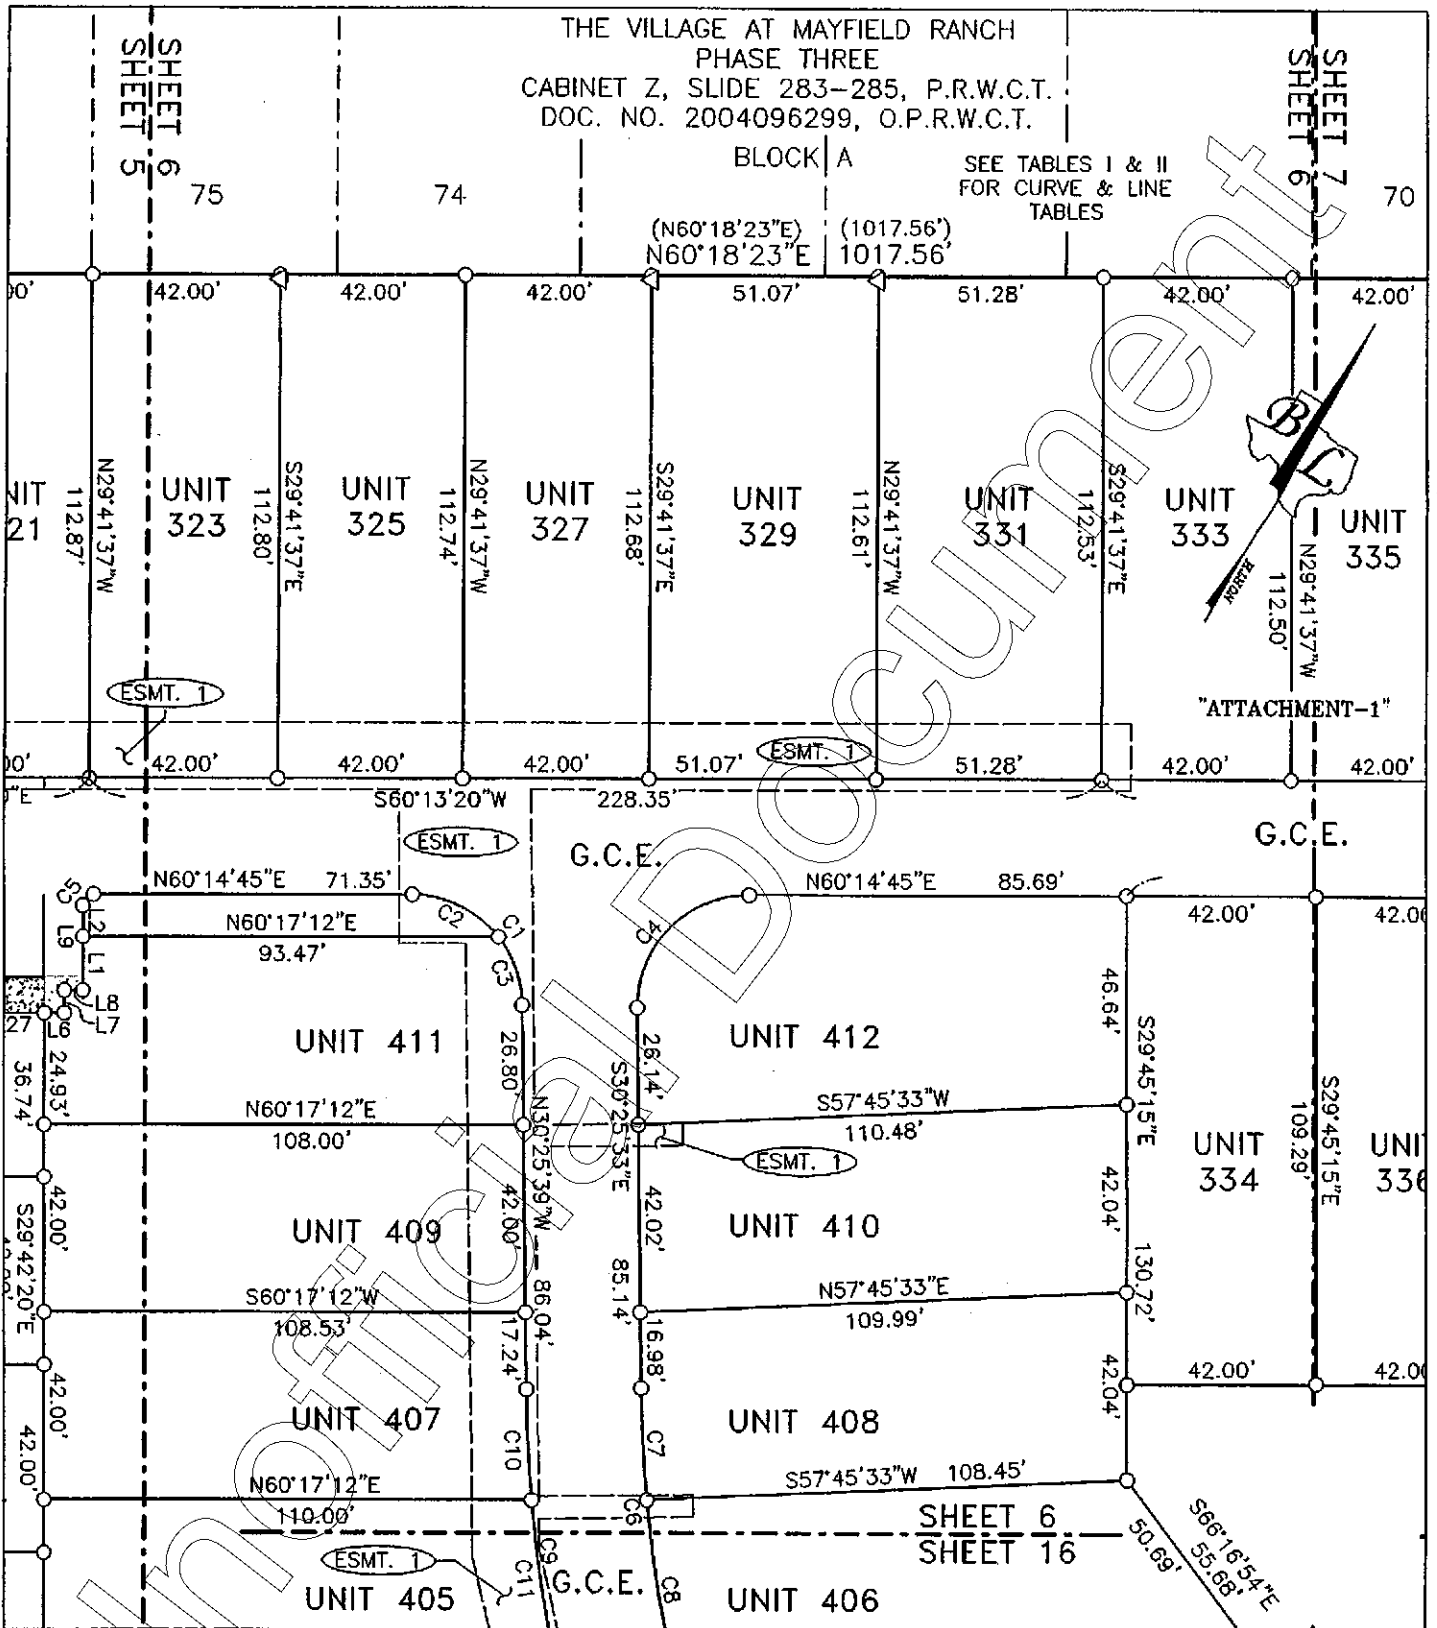 THE VILLAGE AT MAYFIELD RANCH
PHASE THREE
CABINET Z, SLIDE 283-285, P.R.W.C.T.
DOC. NO. 2004096299, O.P.R.W.C.T.
BLOCK A
SEE TABLES I & II
FOR CURVE & LINE
TABLES
SHEET 6
SHEET 5
SHEET 7
SHEET 6
75
74
70
(N60°18'23"E) (1017.56')
N60°18'23"E 1017.56'
00'
42.00'
42.00'
42.00'
51.07'
51.28'
42.00'
42.00'
NIT
21
N29°41'37"W
112.87'
UNIT
323
S29°41'37"E
112.80'
UNIT
325
N29°41'37"W
112.74'
UNIT
327
S29°41'37"E
112.68'
UNIT
329
N29°41'37"W
112.61'
UNIT
331
S29°41'37"E
112.53'
UNIT
333
N29°41'37"W
112.50'
UNIT
335
B
L
NORTH
"ATTACHMENT-1"
ESMT. 1
ESMT. 1
00'
42.00'
42.00'
42.00'
51.07'
51.28'
42.00'
42.00'
"E
S60°13'20"W 228.35'
ESMT. 1
G.C.E.
G.C.E.
C5
N60°14'45"E 71.35'
C2
C1
C4
N60°14'45"E 85.69'
42.00'
42.00
L2
L9
L1
N60°17'12"E
93.47'
C3
L8
L7
L6
27
24.93'
36.74'
UNIT 411
26.80'
26.14'
UNIT 412
46.64'
S29°45'15"E
N60°17'12"E
108.00'
N30°25'39"W
86.04'
S30°25'33"E
85.14'
S57°45'33"W
110.48'
ESMT. 1
UNIT
334
S29°45'15"E
109.29'
UNIT
336
42.00'
S29°42'20"E
UNIT 409
42.00'
42.02'
UNIT 410
42.04'
130.72'
S60°17'12"W
108.53'
17.24'
16.98'
N57°45'33"E
109.99'
42.04'
42.00'
42.00
42.00'
42.00'
UNIT 407
C10
C7
UNIT 408
N60°17'12"E
110.00'
C6
S57°45'33"W 108.45'
SHEET 6
SHEET 16
S66°16'54"E
55.68'
50.69'
ESMT. 1
UNIT 405
C9
C11
G.C.E.
C8
UNIT 406
Unofficial Document